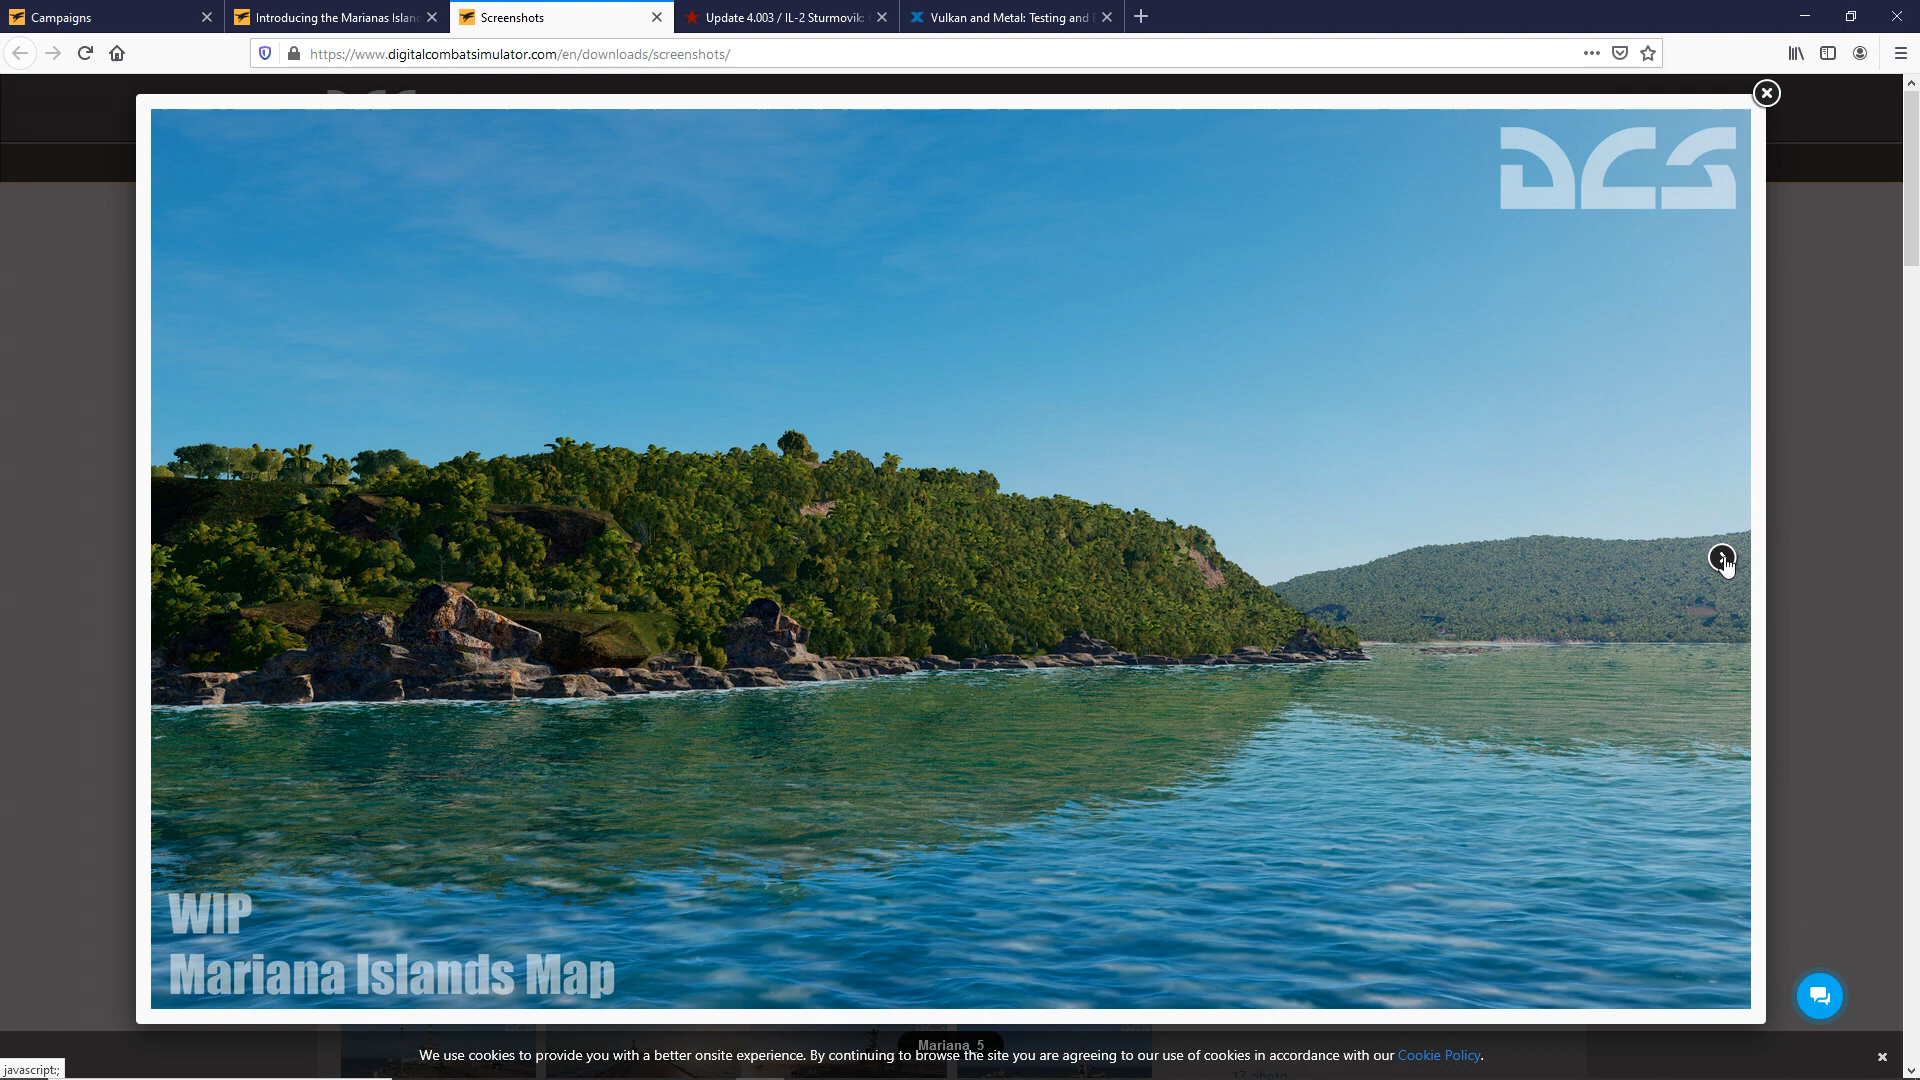 Campaigns
Introducing the Marianas Islan
Screenshots
Update 4.003 / IL-2 Sturmovik:
Vulkan and Metal: Testing and
https://www.digitalcombatsimulator.com/en/downloads/screenshots/
DCS
WIP
Mariana Islands Map
Mariana_5
We use cookies to provide you with a better onsite experience. By continuing to browse the site you are agreeing to our use of cookies in accordance with our Cookie Policy.
17 photo
javascript:;